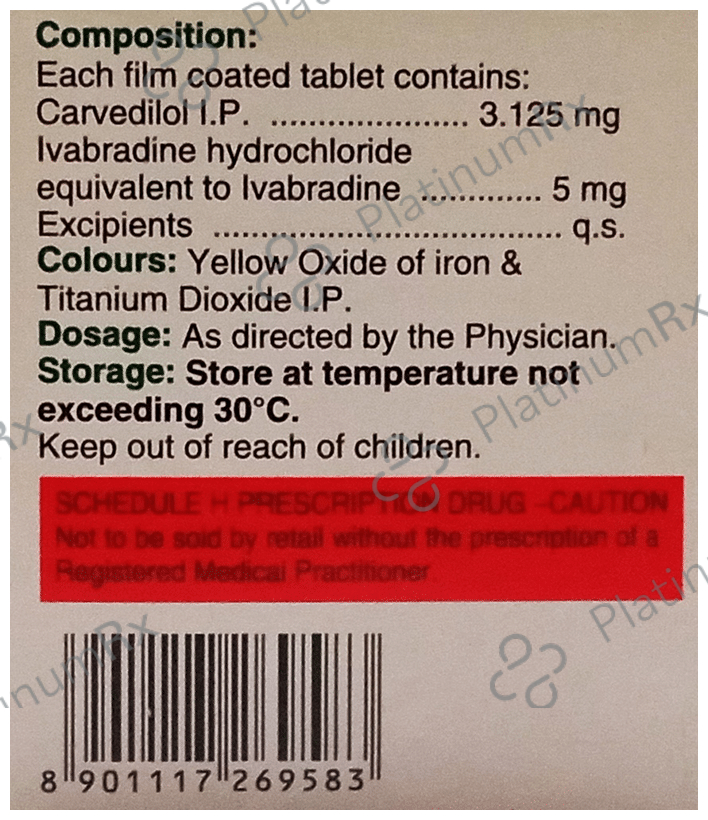 Composition:
Each film coated tablet contains:
Carvedilol I.P. ..................... 3.125 mg
Ivabradine hydrochloride
equivalent to Ivabradine ............. 5 mg
Excipients ..................................... q.s.
Colours: Yellow Oxide of iron &
Titanium Dioxide I.P.
Dosage: As directed by the Physician.
Storage: Store at temperature not
exceeding 30°C.
Keep out of reach of children.
SCHEDULE H PRESCRIPTION DRUG -CAUTION
Not to be sold by retail without the prescription of a
Registered Medical Practitioner
8 901117 269583
PlatinumRx